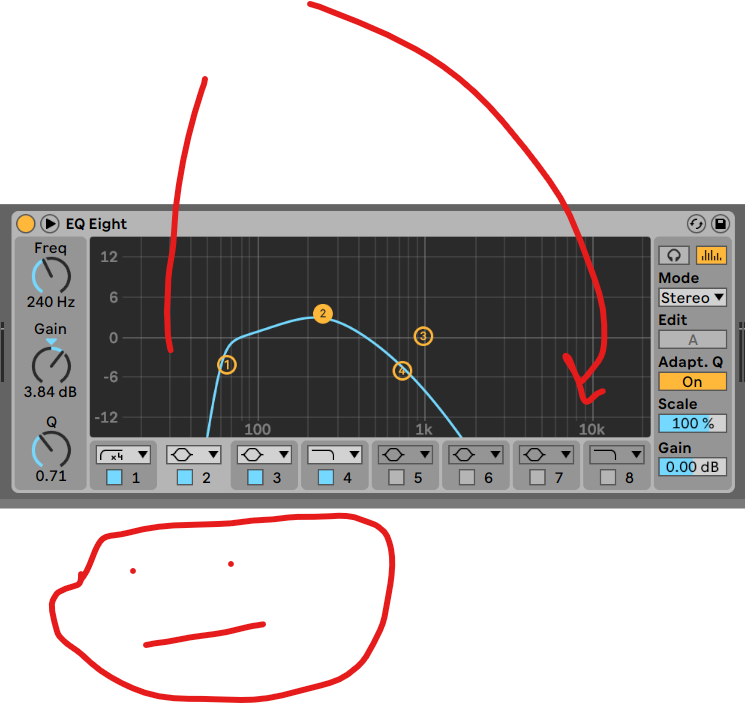 EQ Eight
Freq
240 Hz
Gain
3.84 dB
Q
0.71
12
6
0
-6
-12
100
1k
10k
1
2
3
4
Mode
Stereo
Edit
A
Adapt. Q
On
Scale
100 %
Gain
0.00 dB
x4
1 2 3 4 5 6 7 8